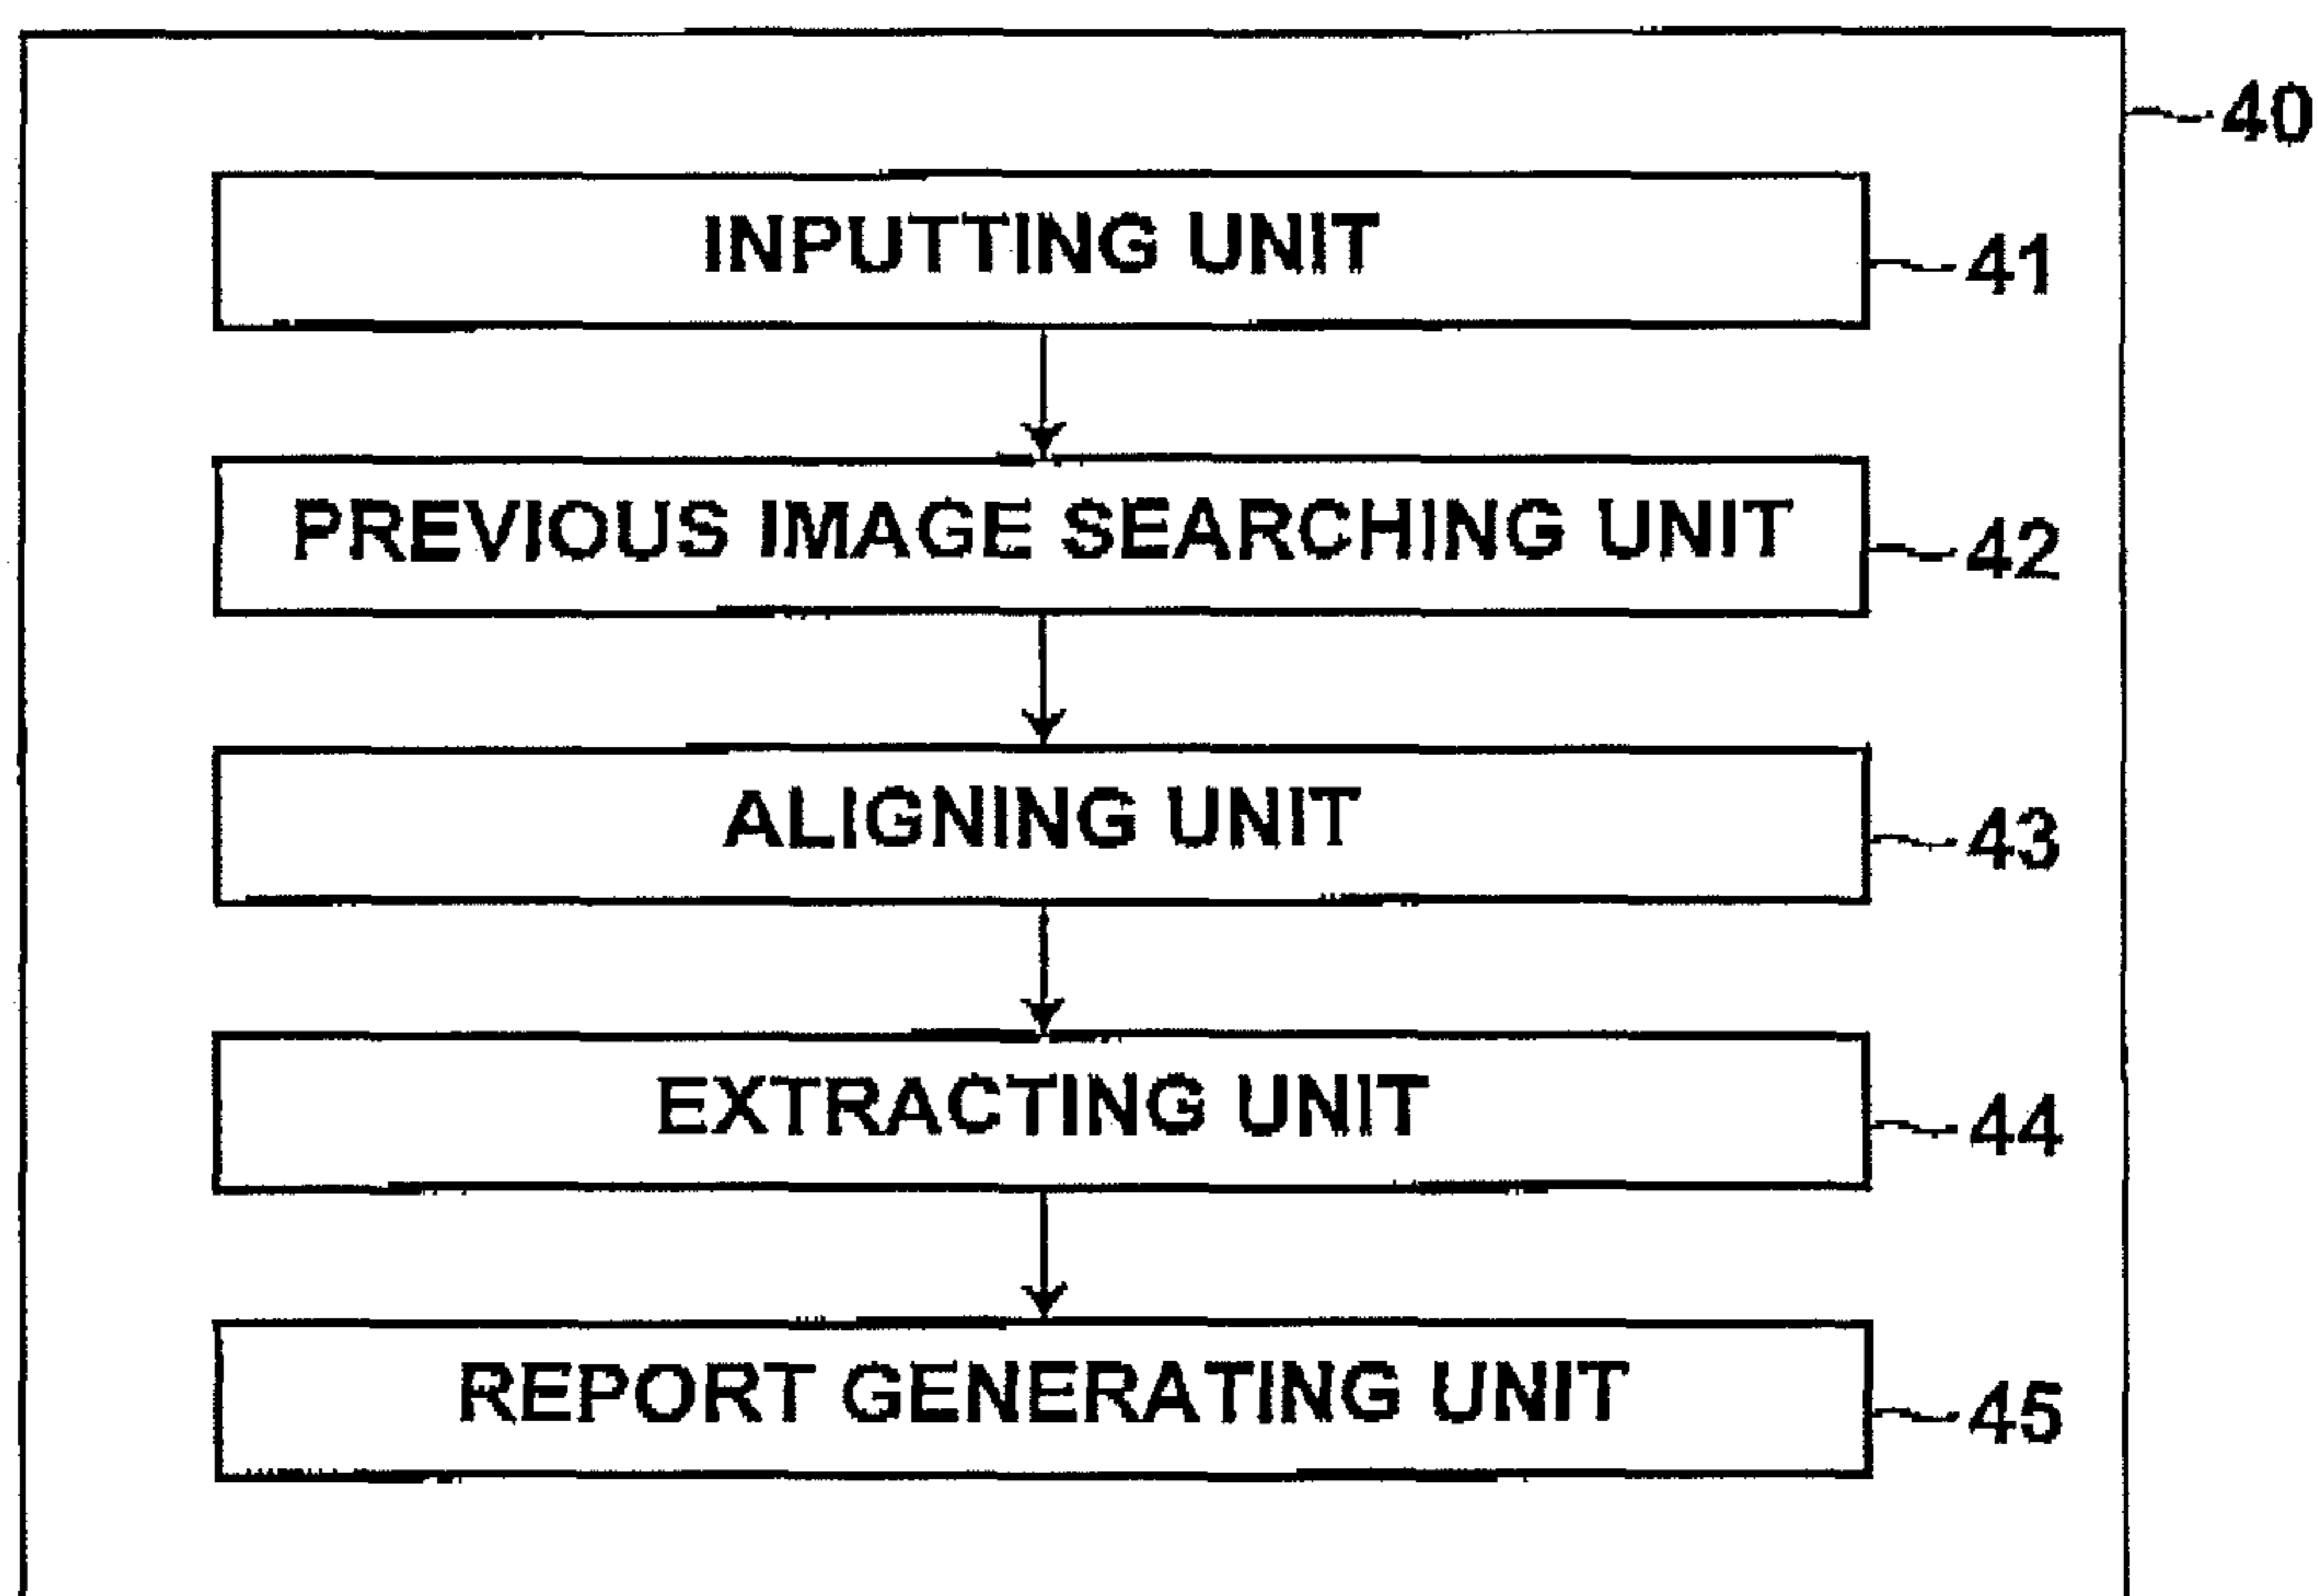 40
INPUTTING UNIT
41
PREVIOUS IMAGE SEARCHING UNIT
42
ALIGNING UNIT
43
EXTRACTING UNIT
44
REPORT GENERATING UNIT
45